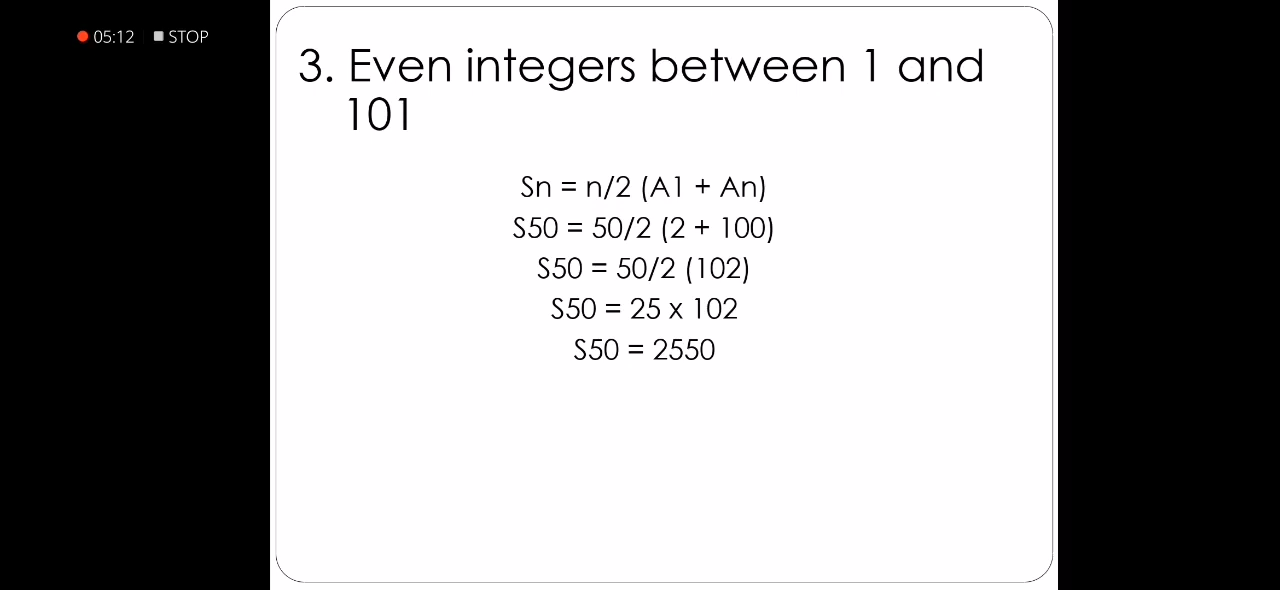 05:12 STOP
3. Even integers between 1 and
101
Sn = n/2 (A1 + An)
S50 = 50/2 (2 + 100)
S50 = 50/2 (102)
S50 = 25 x 102
S50 = 2550